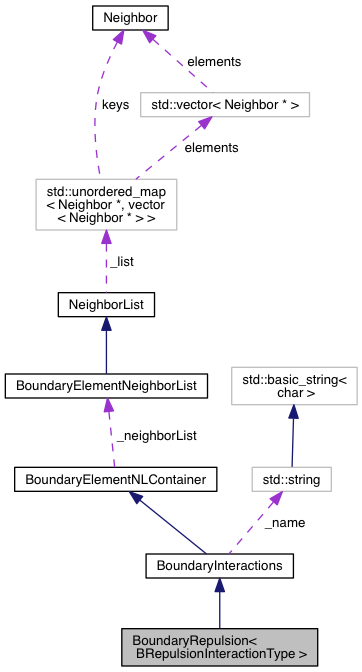 Neighbor
elements
keys
std::vector< Neighbor * >
elements
std::unordered_map
< Neighbor *, vector
< Neighbor * > >
_list
NeighborList
BoundaryElementNeighborList
std::basic_string<
char >
_neighborList
BoundaryElementNLContainer
std::string
_name
BoundaryInteractions
BoundaryRepulsion<
BRepulsionInteractionType >